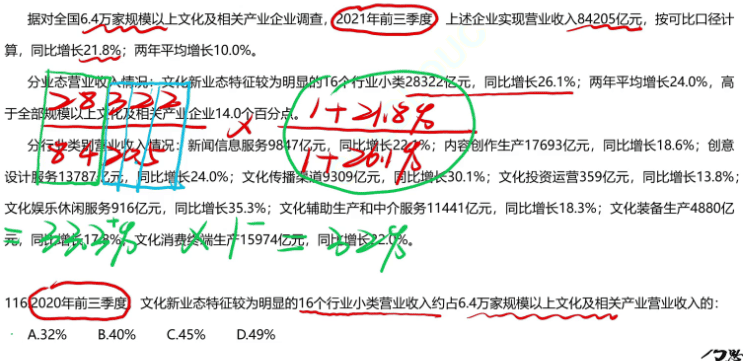 据对全国6.4万家规模以上文化及相关产业企业调查，2021年前三季度，上述企业实现营业收入84205亿元，按可比口径计
算，同比增长21.8%；两年平均增长10.0%。
分业态营业收入情况：文化新业态特征较为明显的16个行业小类28322亿元，同比增长26.1%；两年平均增长24.0%，高
于全部规模以上文化及相关产业企业14.0个百分点。
28322
84205
×
1+21.8%
1+26.1%
分行业类别营业收入情况：新闻信息服务9847亿元，同比增长22.%；内容创作生产17693亿元，同比增长18.6%；创意
设计服务13787亿元，同比增长24.0%；文化传播渠道9309亿元，同比增长30.1%；文化投资运营359亿元，同比增长13.8%；
文化娱乐休闲服务916亿元，同比增长35.3%；文化辅助生产和中介服务11441亿元，同比增长18.3%；文化装备生产4880亿
元，同比增长17.8%；文化消费终端生产15974亿元，同比增长22.0%。
= 33.3⁺% × 1⁻ = 32%
116.2020年前三季度，文化新业态特征较为明显的16个行业小类营业收入约占6.4万家规模以上文化及相关产业营业收入的：
A.32% B.40% C.45% D.49%